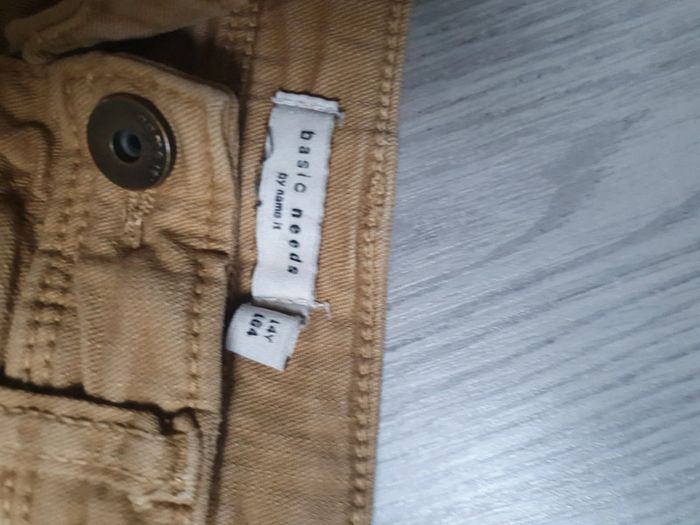 basic needs
by name it
14Y
164